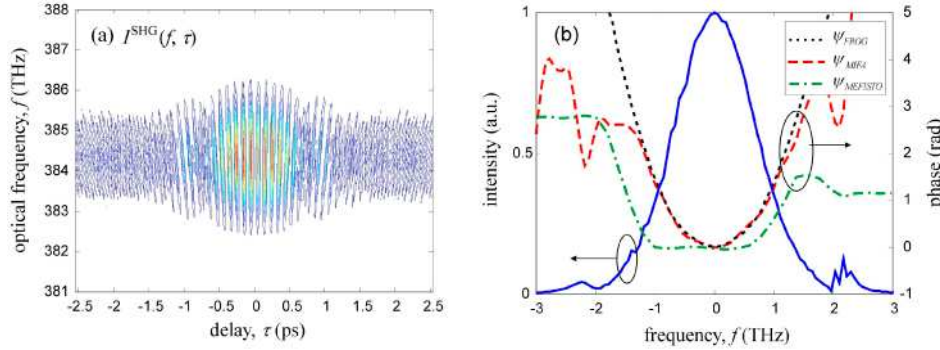 (a) I^SHG(f, τ)
optical frequency, f (THz)
388
387
386
385
384
383
382
381
-2.5 -2 -1.5 -1 -0.5 0 0.5 1 1.5 2 2.5
delay, τ (ps)
(b)
intensity (a.u.)
1
0.5
0
ψFROG
ψMIFA
ψMEFISTO
5
4
3
2
1
0
-1
phase (rad)
-3 -2 -1 0 1 2 3
frequency, f (THz)